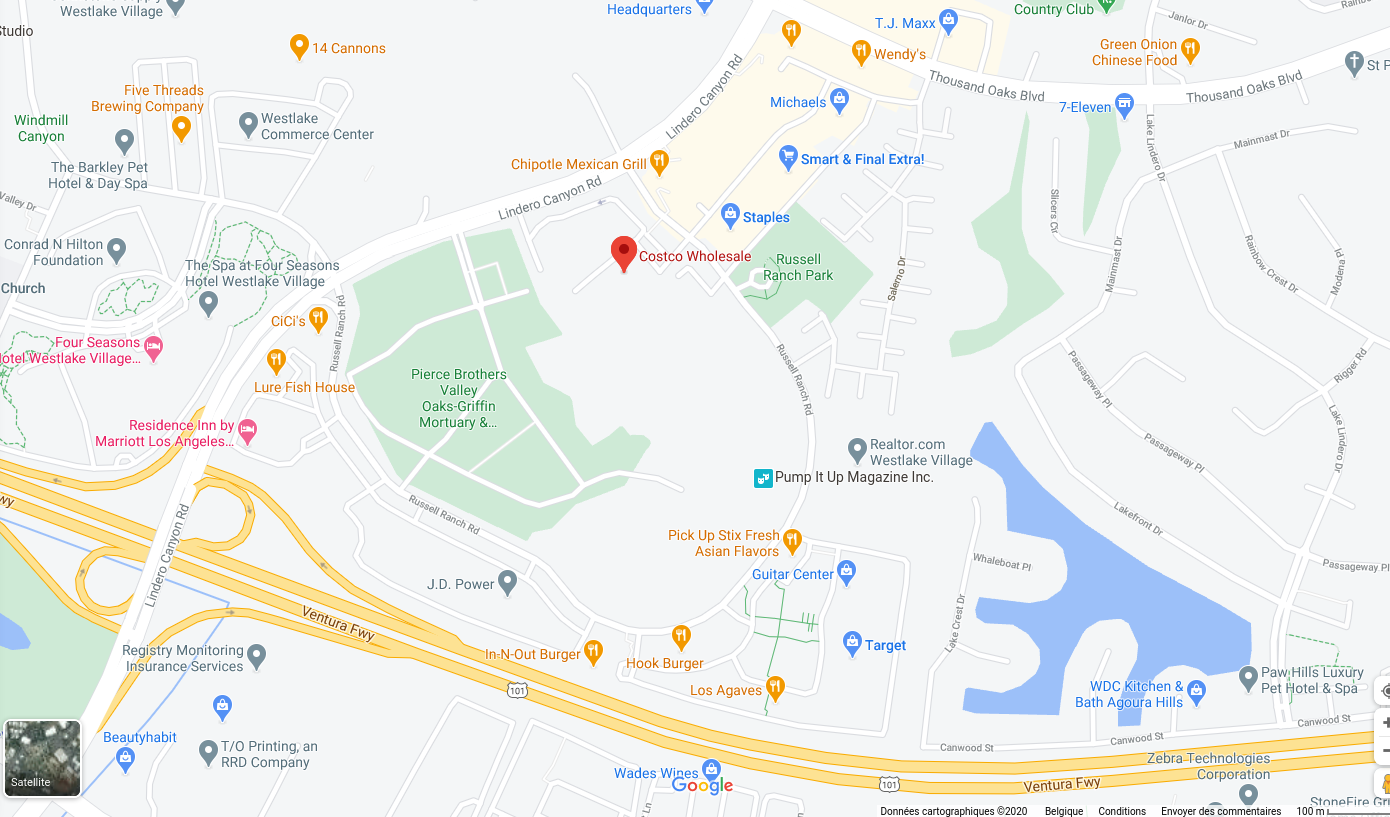 Westlake Village
Headquarters
Country Club
Janlor Dr
T.J. Maxx
Studio
14 Cannons
Wendy's
Green Onion
Chinese Food
St P
Thousand Oaks Blvd
Thousand Oaks Blvd
Five Threads
Brewing Company
Lindero Canyon Rd
Michaels
7-Eleven
Windmill
Canyon
Westlake
Commerce Center
Lake Lindero Dr
Mainmast Dr
The Barkley Pet
Hotel & Day Spa
Chipotle Mexican Grill
Smart & Final Extra!
Valley Dr
Lindero Canyon Rd
Slicers Ctr
Staples
Conrad N Hilton
Foundation
Costco Wholesale
Russell
Ranch Park
Mainmast Dr
Rainbow Crest Dr
Modena Pl
The Spa at Four Seasons
Hotel Westlake Village
Salerno Dr
Church
CiCi's
Russell Ranch Rd
Four Seasons
Hotel Westlake Village...
Lure Fish House
Russell Ranch Rd
Passageway Pl
Rigger Rd
Pierce Brothers
Valley
Oaks-Griffin
Mortuary &...
Residence Inn by
Marriott Los Angeles...
Lake Lindero Dr
Realtor.com
Westlake Village
Passageway Pl
Pump It Up Magazine Inc.
wy
Russell Ranch Rd
Lakefront Dr
Lindero Canyon Rd
Pick Up Stix Fresh
Asian Flavors
Whaleboat Pl
Passageway Pl
Guitar Center
J.D. Power
Ventura Fwy
Lake Crest Dr
Target
Registry Monitoring
Insurance Services
In-N-Out Burger
Hook Burger
Paw Hills Luxury
Pet Hotel & Spa
101
Los Agaves
WDC Kitchen &
Bath Agoura Hills
Canwood St
Canwood St
Canwood St
Beautyhabit
T/O Printing, an
RRD Company
Zebra Technologies
Corporation
Wades Wines
Google
101
Ventura Fwy
Satellite
Ln
StoneFire Gri
Données cartographiques ©2020 Belgique Conditions Envoyer des commentaires 100 m